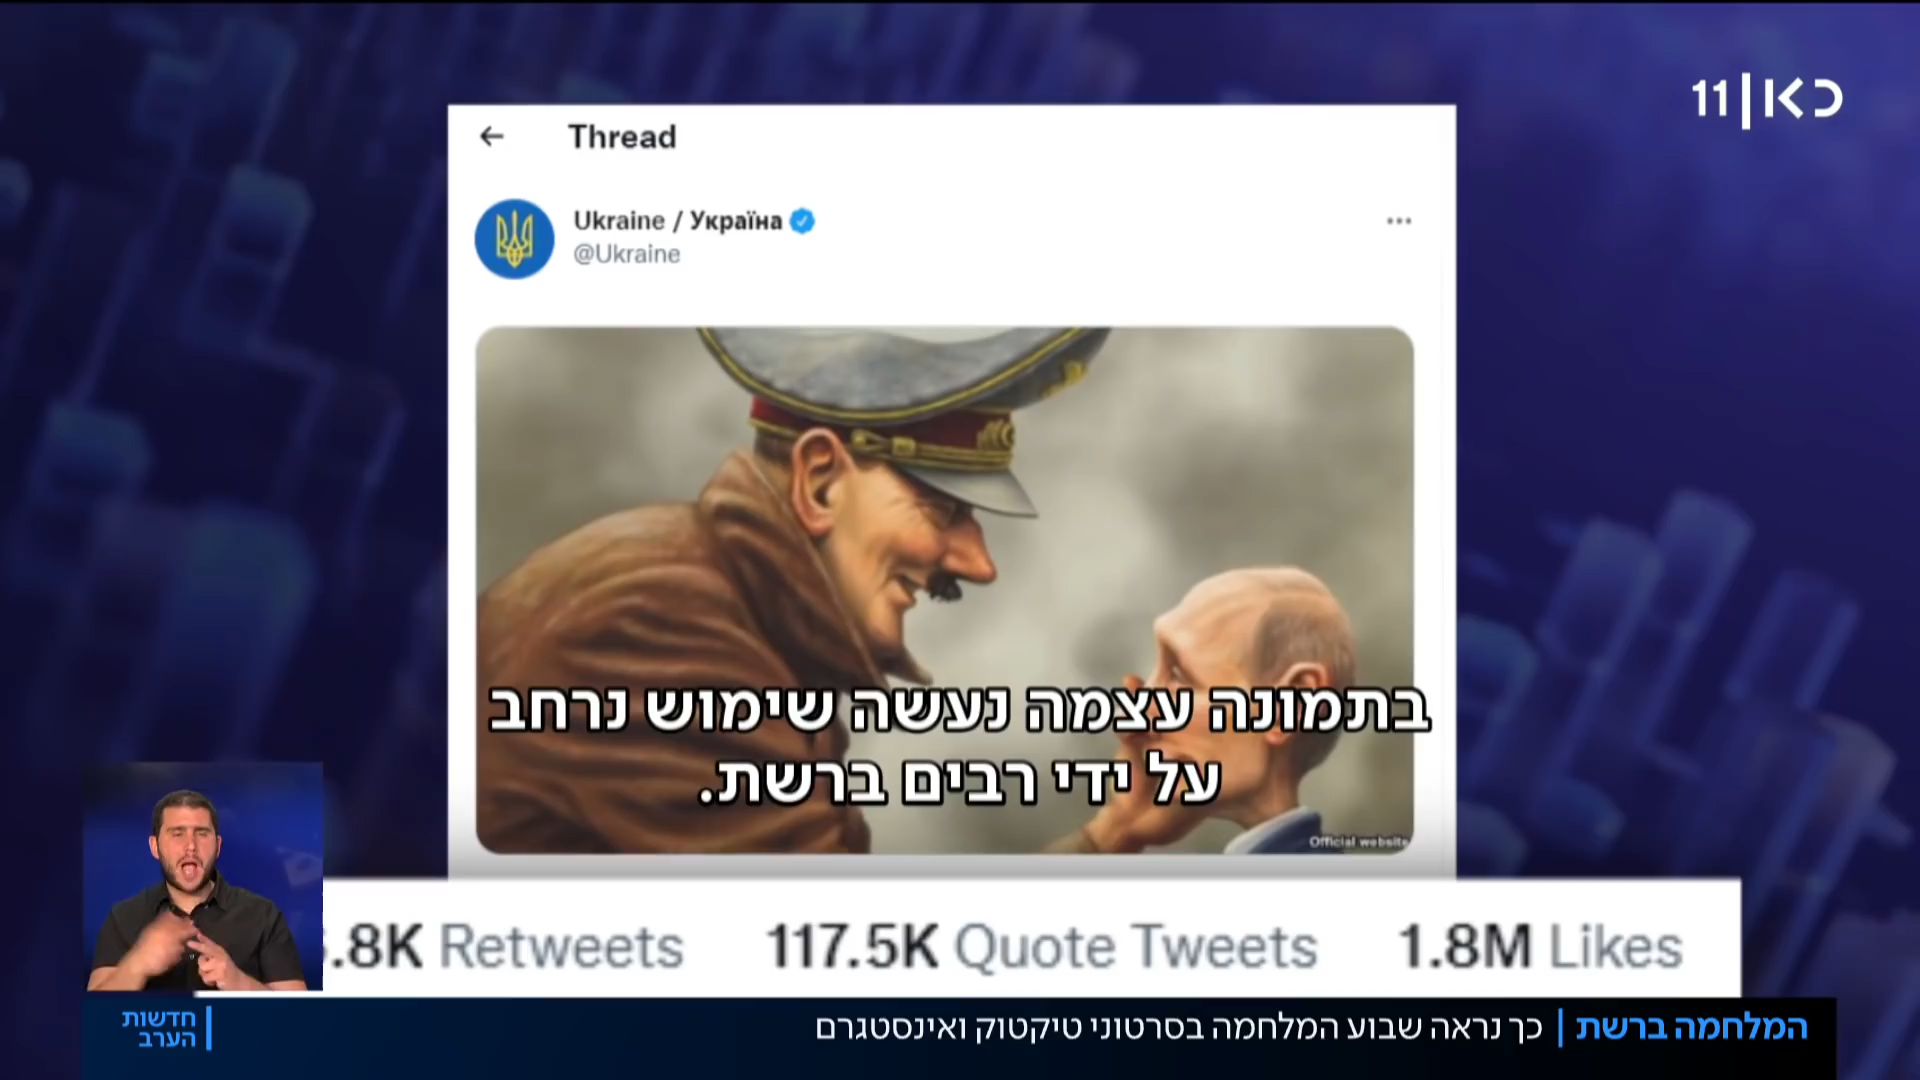 כאן 11
Thread
Ukraine / Україна
@Ukraine
בתמונה עצמה נעשה שימוש נרחב
על ידי רבים ברשת.
Official website
.8K Retweets 117.5K Quote Tweets 1.8M Likes
המלחמה ברשת | כך נראה שבוע המלחמה בסרטוני טיקטוק ואינסטגרם
חדשות
הערב